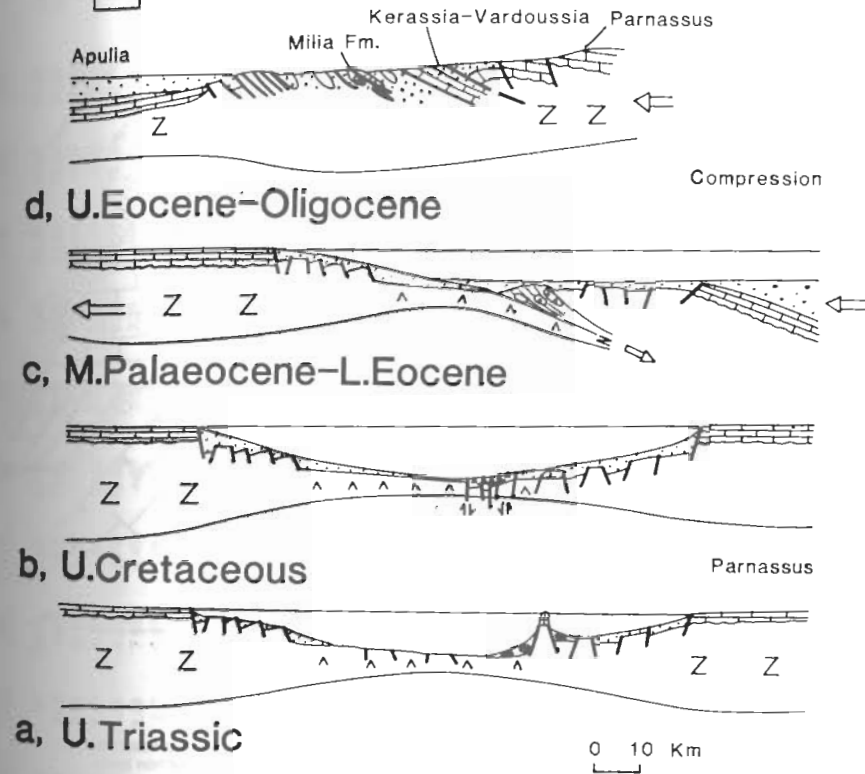 Kerassia-Vardoussia
Parnassus
Milia Fm.
Apulia
Z
Z Z
Compression
d, U.Eocene-Oligocene
Z Z
c, M.Palaeocene-L.Eocene
Z Z
b, U.Cretaceous
Parnassus
Z Z
Z Z
a, U.Triassic
0 10 Km